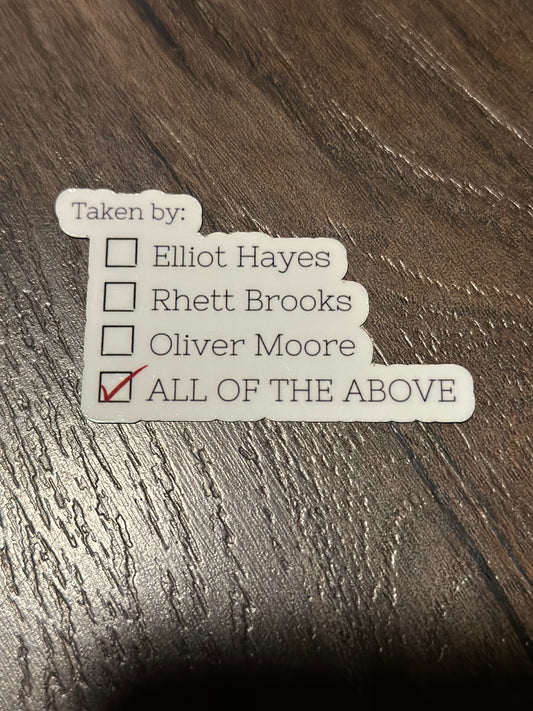 Taken by:
Elliot Hayes
Rhett Brooks
Oliver Moore
ALL OF THE ABOVE